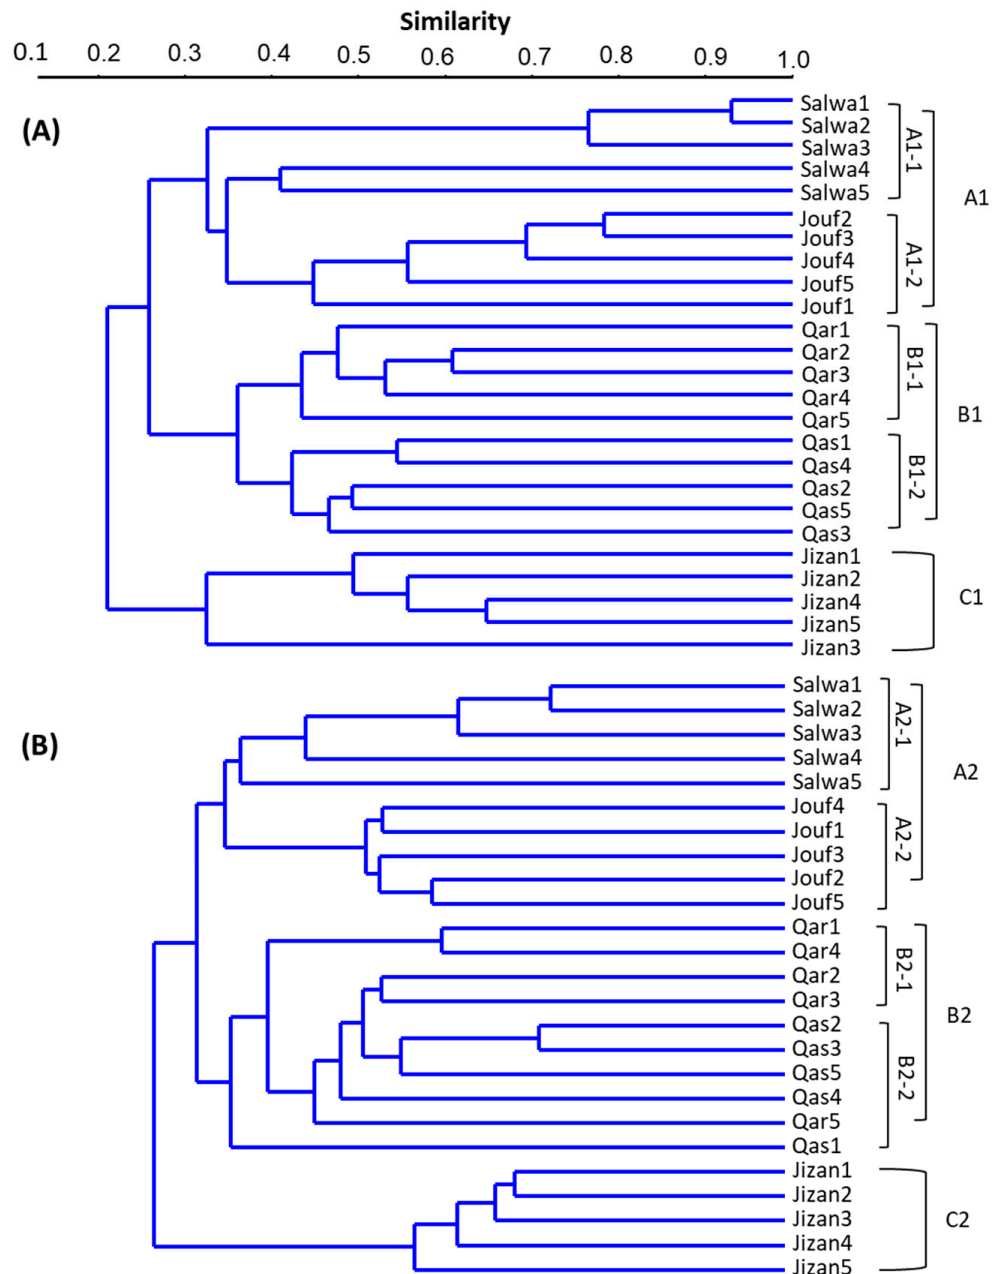 Similarity
0.1 0.2 0.3 0.4 0.5 0.6 0.7 0.8 0.9 1.0
(A)
Salwa1
Salwa2
Salwa3
Salwa4
Salwa5
Jouf2
Jouf3
Jouf4
Jouf5
Jouf1
Qar1
Qar2
Qar3
Qar4
Qar5
Qas1
Qas4
Qas2
Qas5
Qas3
Jizan1
Jizan2
Jizan4
Jizan5
Jizan3
A1-1
A1-2
A1
B1-1
B1-2
B1
C1
(B)
Salwa1
Salwa2
Salwa3
Salwa4
Salwa5
Jouf4
Jouf1
Jouf3
Jouf2
Jouf5
Qar1
Qar4
Qar2
Qar3
Qas2
Qas3
Qas5
Qas4
Qar5
Qas1
Jizan1
Jizan2
Jizan3
Jizan4
Jizan5
A2-1
A2-2
A2
B2-1
B2-2
B2
C2